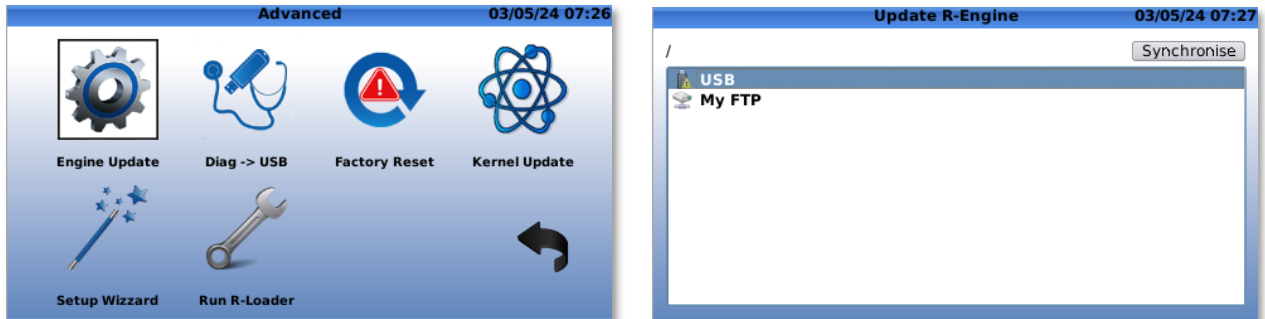 Advanced 03/05/24 07:26
Engine Update Diag -> USB Factory Reset Kernel Update
Setup Wizzard Run R-Loader
Update R-Engine 03/05/24 07:27
/ Synchronise
USB
My FTP